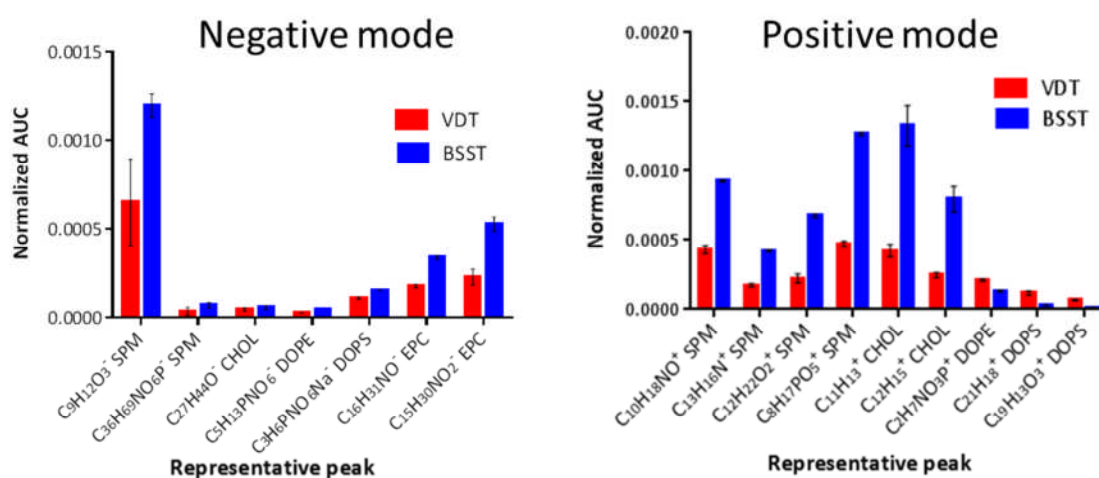 Negative mode
Normalized AUC
0.0015
0.0010
0.0005
0.0000
VDT
BSST
C₉H₁₂O₃⁻ SPM
C₃₆H₆₉NO₆P⁻ SPM
C₂₇H₄₄O⁻ CHOL
C₅H₁₃PNO₆⁻ DOPE
C₃H₆PNO₆Na⁻ DOPS
C₁₆H₃₁NO⁻ EPC
C₁₅H₃₀NO₂⁻ EPC
Representative peak
Positive mode
Normalized AUC
0.0020
0.0015
0.0010
0.0005
0.0000
VDT
BSST
C₁₀H₁₈NO⁺ SPM
C₁₃H₁₆N⁺ SPM
C₁₂H₂₂O₂⁺ SPM
C₈H₁₇PO₅⁺ SPM
C₁₁H₁₃⁺ CHOL
C₁₂H₁₅⁺ CHOL
C₂H₇NO₃P⁺ DOPE
C₂₁H₁₈⁺ DOPS
C₁₉H₁₃O₃⁺ DOPS
Representative peak